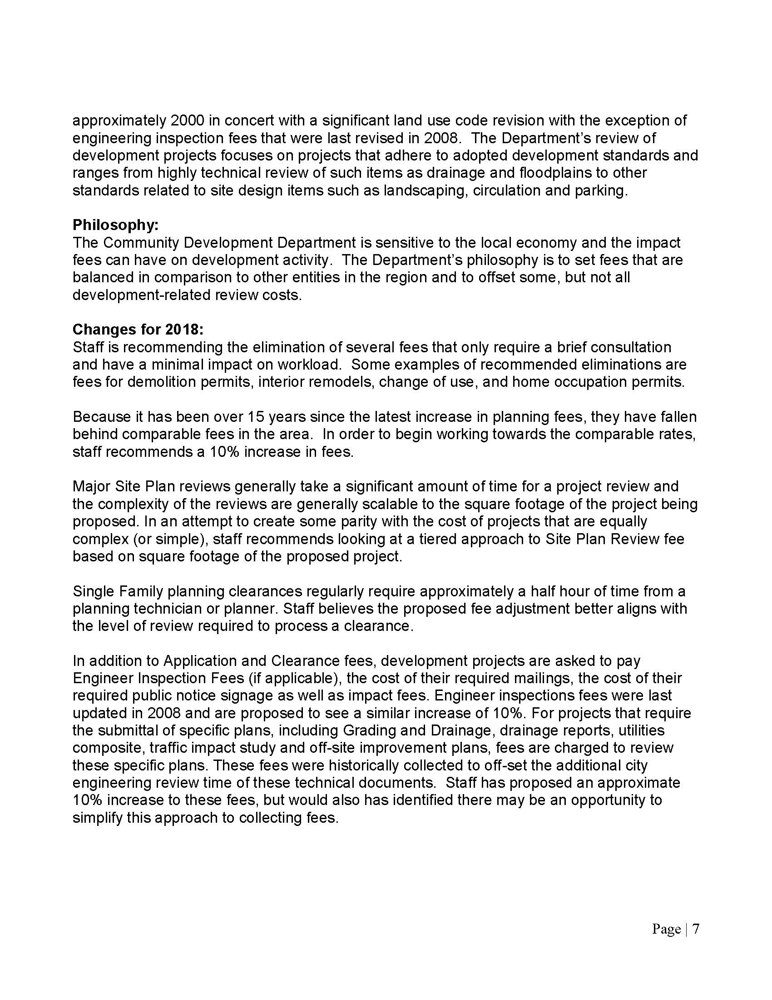 approximately 2000 in concert with a significant land use code revision with the exception of
engineering inspection fees that were last revised in 2008.  The Department’s review of
development projects focuses on projects that adhere to adopted development standards and
ranges from highly technical review of such items as drainage and floodplains to other
standards related to site design items such as landscaping, circulation and parking.
Philosophy:
The Community Development Department is sensitive to the local economy and the impact
fees can have on development activity.  The Department’s philosophy is to set fees that are
balanced in comparison to other entities in the region and to offset some, but not all
development-related review costs.
Changes for 2018:
Staff is recommending the elimination of several fees that only require a brief consultation
and have a minimal impact on workload.  Some examples of recommended eliminations are
fees for demolition permits, interior remodels, change of use, and home occupation permits.
Because it has been over 15 years since the latest increase in planning fees, they have fallen
behind comparable fees in the area.  In order to begin working towards the comparable rates,
staff recommends a 10% increase in fees.
Major Site Plan reviews generally take a significant amount of time for a project review and
the complexity of the reviews are generally scalable to the square footage of the project being
proposed. In an attempt to create some parity with the cost of projects that are equally
complex (or simple), staff recommends looking at a tiered approach to Site Plan Review fee
based on square footage of the proposed project.
Single Family planning clearances regularly require approximately a half hour of time from a
planning technician or planner. Staff believes the proposed fee adjustment better aligns with
the level of review required to process a clearance.
In addition to Application and Clearance fees, development projects are asked to pay
Engineer Inspection Fees (if applicable), the cost of their required mailings, the cost of their
required public notice signage as well as impact fees. Engineer inspections fees were last
updated in 2008 and are proposed to see a similar increase of 10%. For projects that require
the submittal of specific plans, including Grading and Drainage, drainage reports, utilities
composite, traffic impact study and off-site improvement plans, fees are charged to review
these specific plans. These fees were historically collected to off-set the additional city
engineering review time of these technical documents.  Staff has proposed an approximate
10% increase to these fees, but would also has identified there may be an opportunity to
simplify this approach to collecting fees.
Page | 7